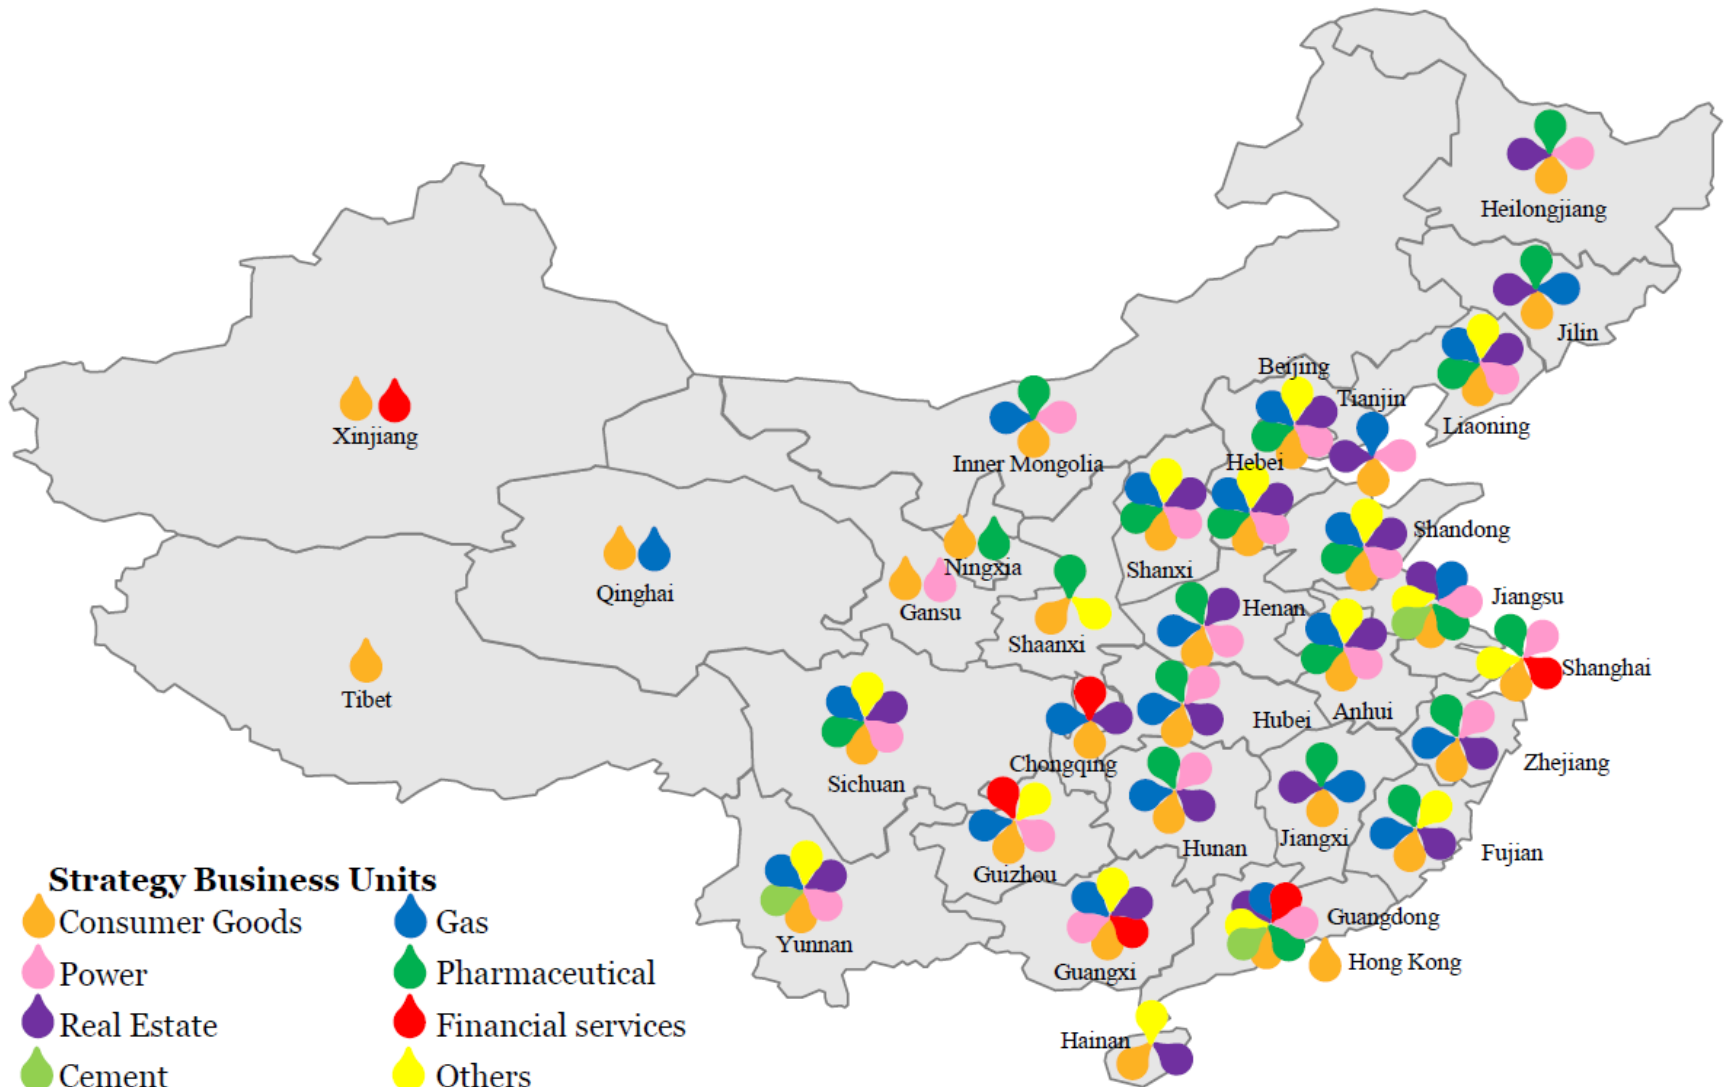 Heilongjiang
Jilin
Beijing
Tianjin
Liaoning
Xinjiang
Inner Mongolia
Hebei
Shandong
Ningxia
Shanxi
Qinghai
Gansu
Henan
Jiangsu
Shaanxi
Shanghai
Tibet
Hubei
Anhui
Chongqing
Zhejiang
Sichuan
Jiangxi
Hunan
Fujian
Guizhou
Strategy Business Units
Consumer Goods
Gas
Guangdong
Yunnan
Hong Kong
Guangxi
Power
Pharmaceutical
Real Estate
Financial services
Hainan
Cement
Others